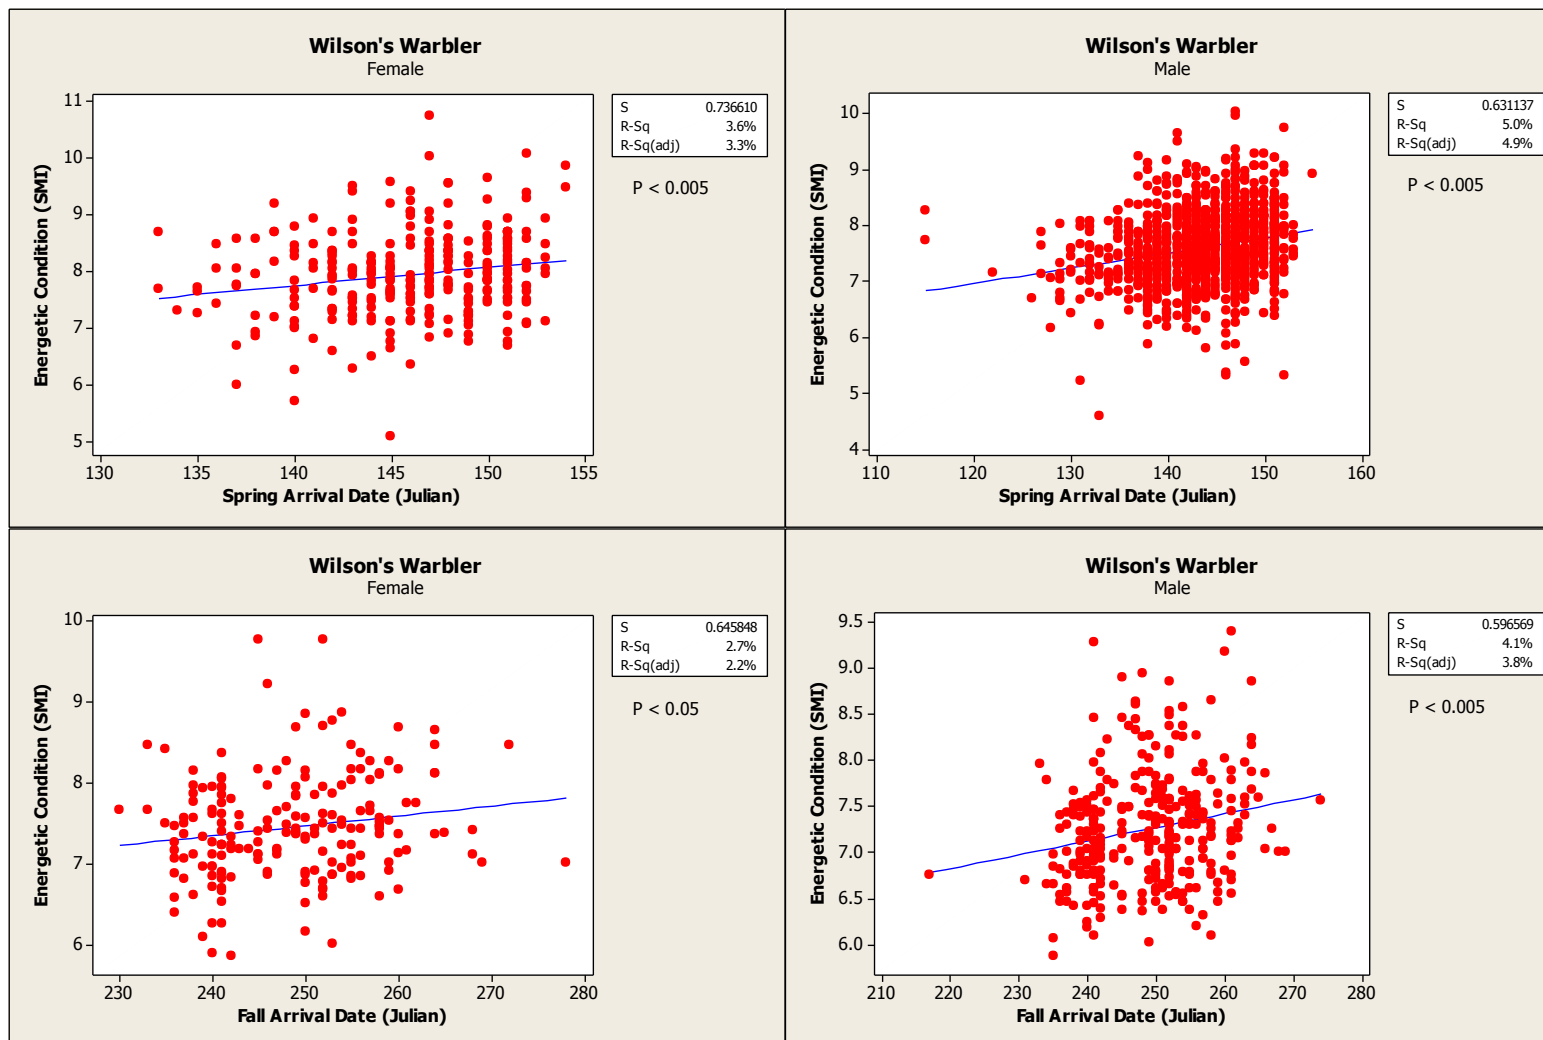 Wilson's Warbler
Female
Energetic Condition (SMI)
11
10
9
8
7
6
5
130 135 140 145 150 155
Spring Arrival Date (Julian)
S 0.736610
R-Sq 3.6%
R-Sq(adj) 3.3%
P < 0.005
Wilson's Warbler
Male
Energetic Condition (SMI)
10
9
8
7
6
5
4
110 120 130 140 150 160
Spring Arrival Date (Julian)
S 0.631137
R-Sq 5.0%
R-Sq(adj) 4.9%
P < 0.005
Wilson's Warbler
Female
Energetic Condition (SMI)
10
9
8
7
6
230 240 250 260 270 280
Fall Arrival Date (Julian)
S 0.645848
R-Sq 2.7%
R-Sq(adj) 2.2%
P < 0.05
Wilson's Warbler
Male
Energetic Condition (SMI)
9.5
9.0
8.5
8.0
7.5
7.0
6.5
6.0
210 220 230 240 250 260 270 280
Fall Arrival Date (Julian)
S 0.596569
R-Sq 4.1%
R-Sq(adj) 3.8%
P < 0.005